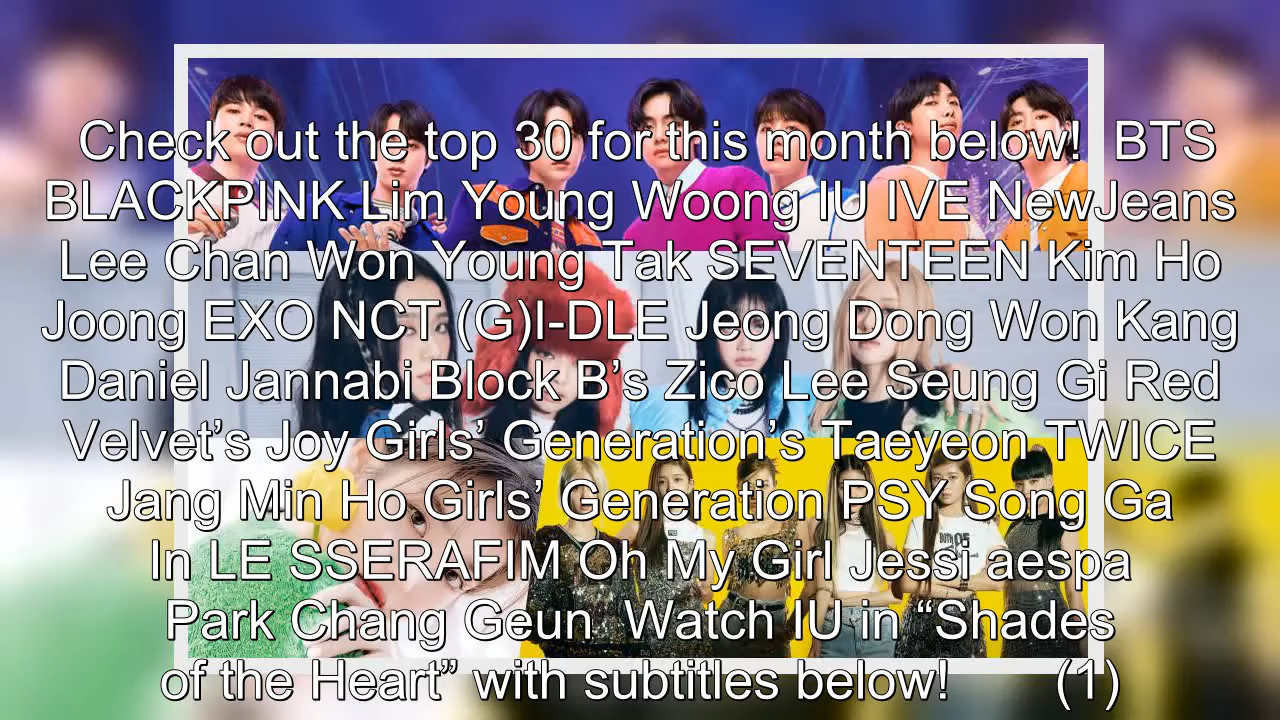 Check out the top 30 for this month below!  BTS
BLACKPINK Lim Young Woong IU IVE NewJeans
Lee Chan Won Young Tak SEVENTEEN Kim Ho
Joong EXO NCT (G)I-DLE Jeong Dong Won Kang
Daniel Jannabi Block B’s Zico Lee Seung Gi Red
Velvet’s Joy Girls’ Generation’s Taeyeon TWICE
Jang Min Ho Girls’ Generation PSY Song Ga
In LE SSERAFIM Oh My Girl Jessi aespa
Park Chang Geun  Watch IU in “Shades
of the Heart” with subtitles below!      (1)